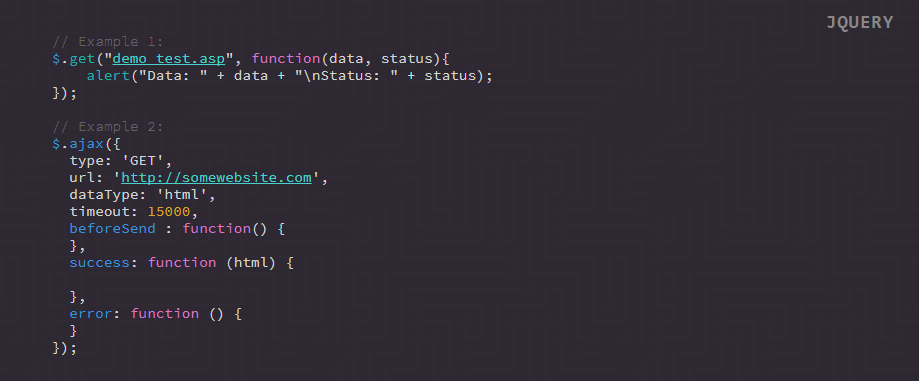 JQUERY
// Example 1:
$.get("demo_test.asp", function(data, status){
    alert("Data: " + data + "\nStatus: " + status);
});

// Example 2:
$.ajax({
  type: 'GET',
  url: 'http://somewebsite.com',
  dataType: 'html',
  timeout: 15000,
  beforeSend : function() {
  },
  success: function (html) {

  },
  error: function () {
  }
});